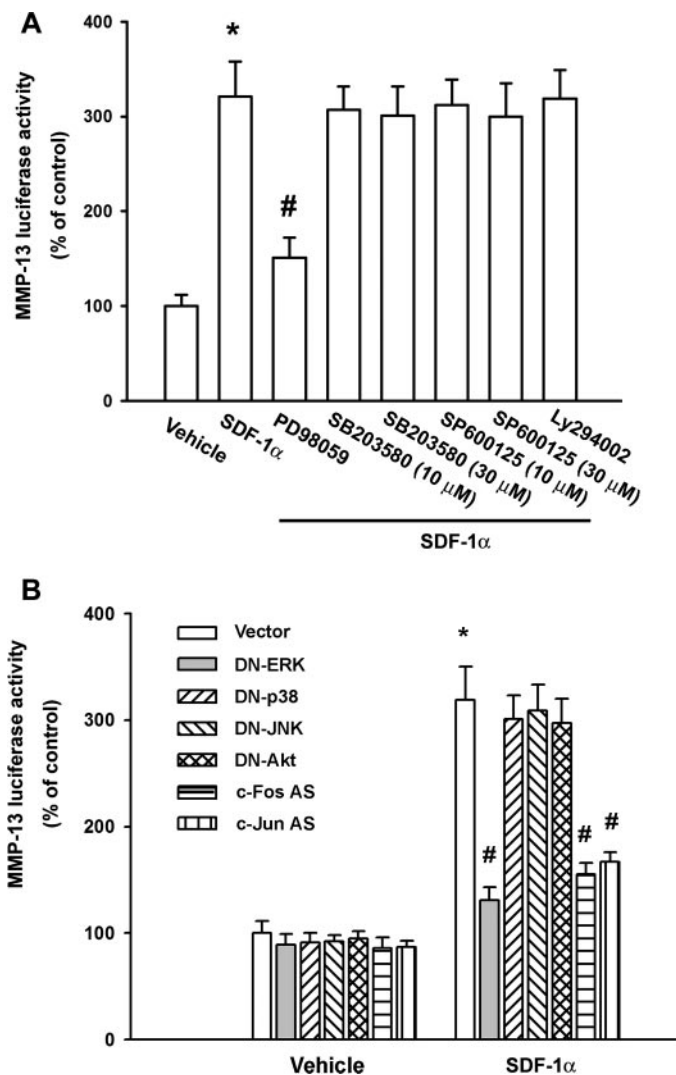 A
MMP-13 luciferase activity
(% of control)
400
300
200
100
0
*
#
Vehicle
SDF-1α
PD98059
SB203580 (10 μM)
SB203580 (30 μM)
SP600125 (10 μM)
SP600125 (30 μM)
Ly294002
SDF-1α
B
MMP-13 luciferase activity
(% of control)
400
300
200
100
0
Vector
DN-ERK
DN-p38
DN-JNK
DN-Akt
c-Fos AS
c-Jun AS
*
#
# #
Vehicle SDF-1α